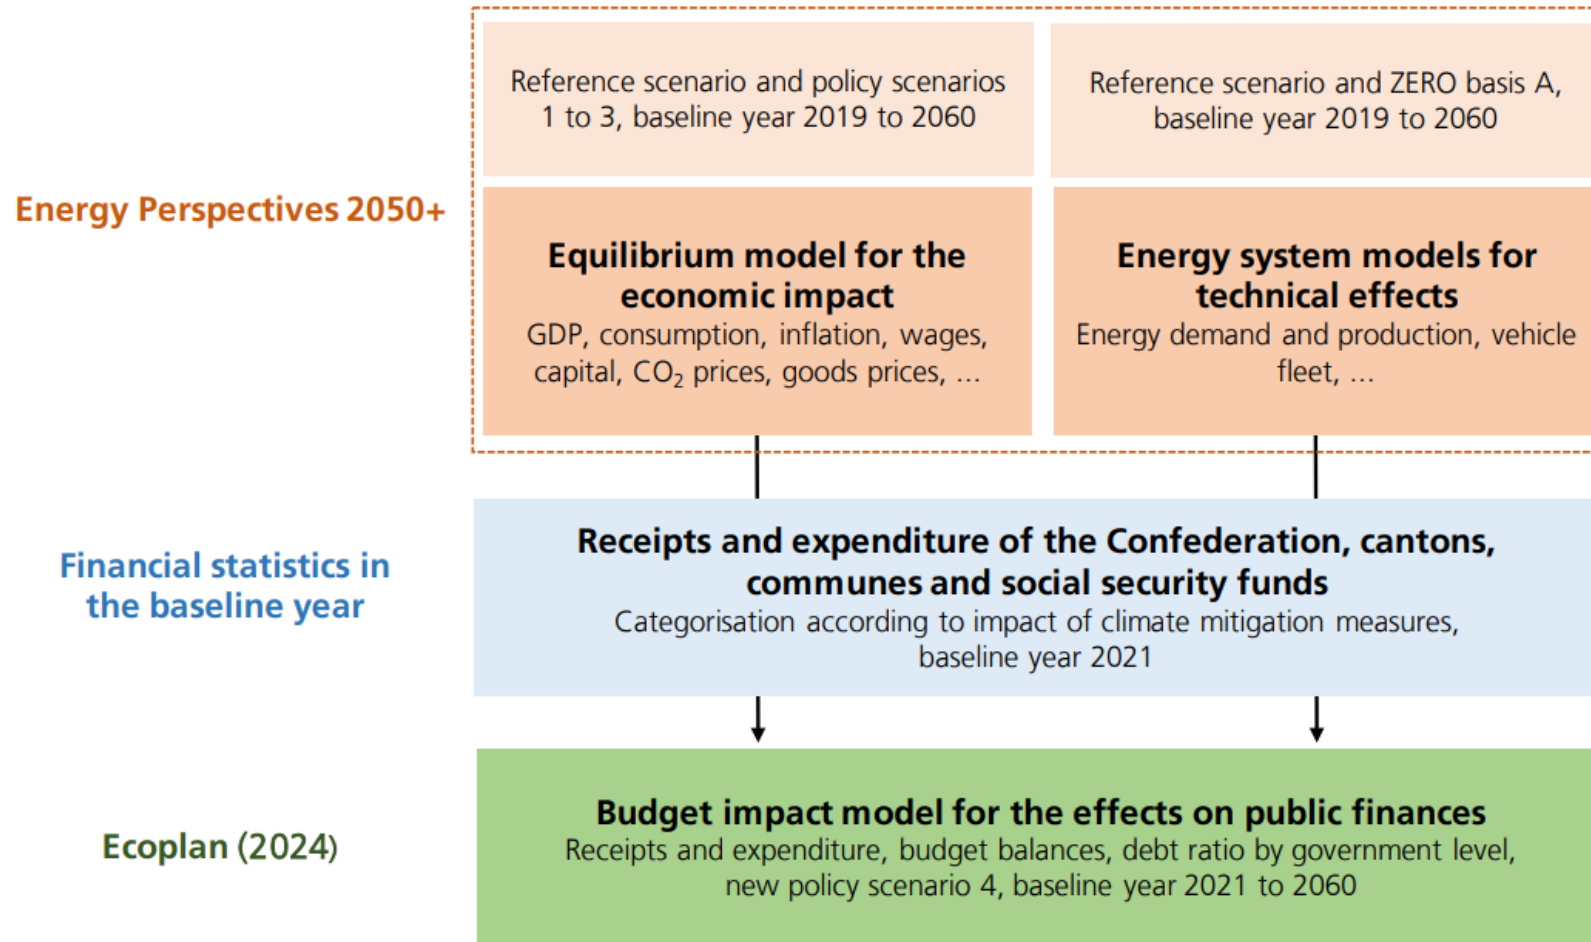 Reference scenario and policy scenarios
1 to 3, baseline year 2019 to 2060
Reference scenario and ZERO basis A,
baseline year 2019 to 2060
Energy Perspectives 2050+
Equilibrium model for the
economic impact
GDP, consumption, inflation, wages,
capital, CO₂ prices, goods prices, ...
Energy system models for
technical effects
Energy demand and production, vehicle
fleet, ...
Financial statistics in
the baseline year
Receipts and expenditure of the Confederation, cantons,
communes and social security funds
Categorisation according to impact of climate mitigation measures,
baseline year 2021
Ecoplan (2024)
Budget impact model for the effects on public finances
Receipts and expenditure, budget balances, debt ratio by government level,
new policy scenario 4, baseline year 2021 to 2060